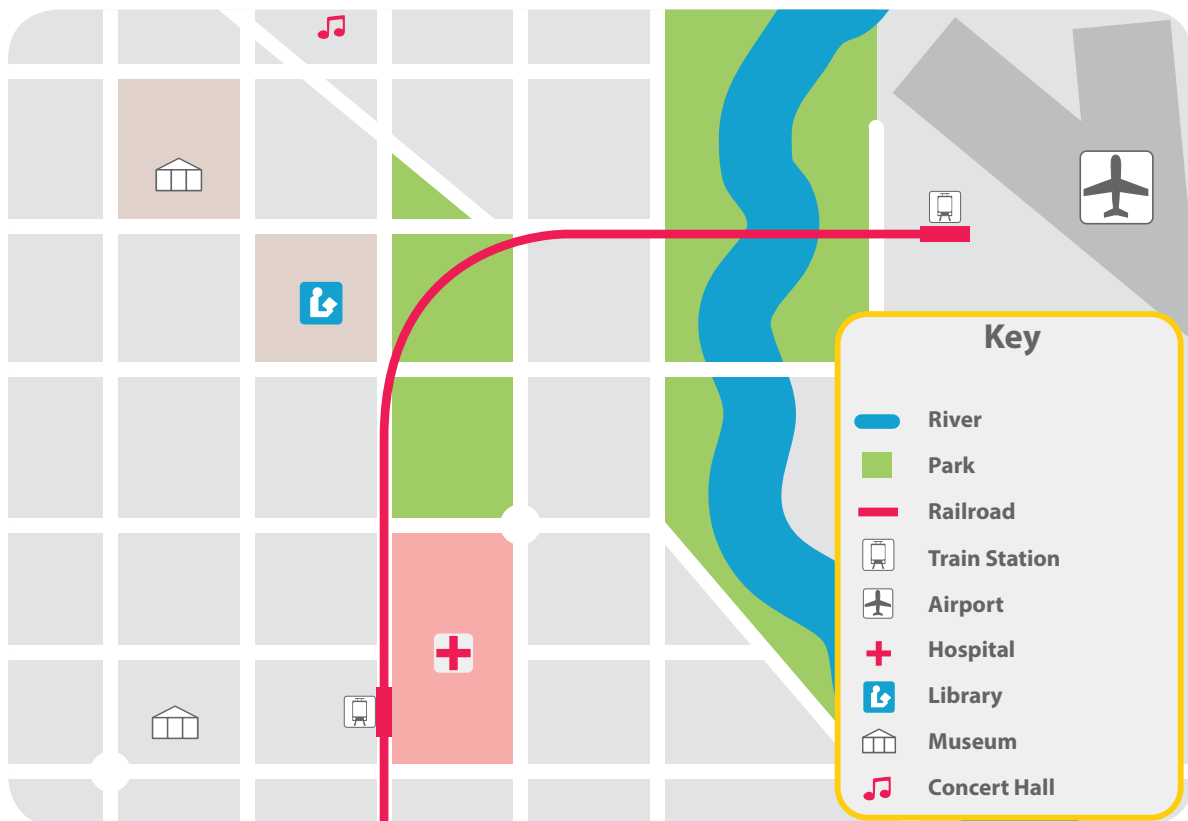 Key
River
Park
Railroad
Train Station
Airport
Hospital
Library
Museum
Concert Hall